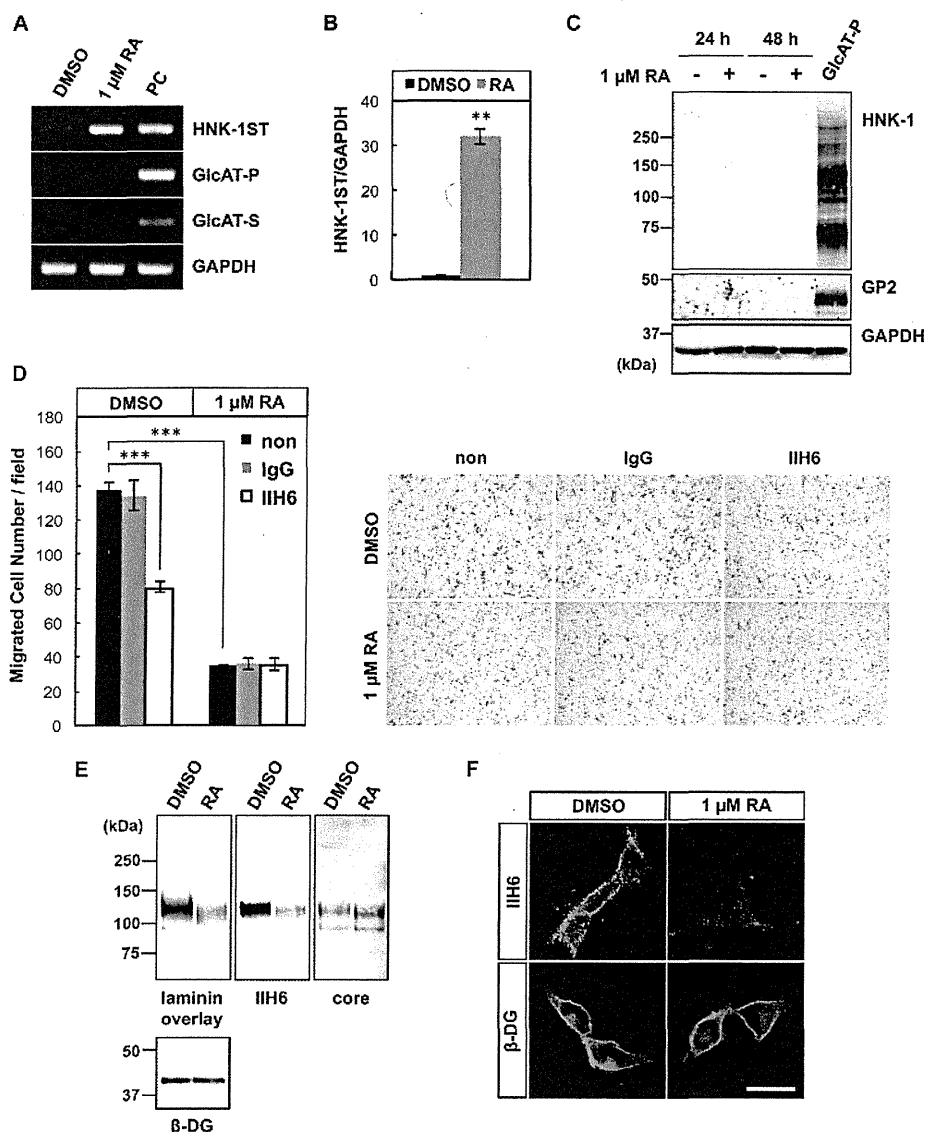 A
DMSO
1 µM RA
PC
HNK-1ST
GlcAT-P
GlcAT-S
GAPDH
B
DMSO RA
HNK-1ST/GAPDH
40
30
20
10
0
**
C
24 h 48 h
GlcAT-P
1 µM RA - + - +
250
150
100
75
50
37
(kDa)
HNK-1
GP2
GAPDH
D
DMSO 1 µM RA
Migrated Cell Number / field
180
160
140
120
100
80
60
40
20
0
***
***
non
IgG
IIH6
non IgG IIH6
DMSO
1 µM RA
E
DMSO RA DMSO RA DMSO RA
(kDa)
250
150
100
75
laminin overlay
IIH6
core
50
37
β-DG
F
DMSO 1 µM RA
IIH6
β-DG